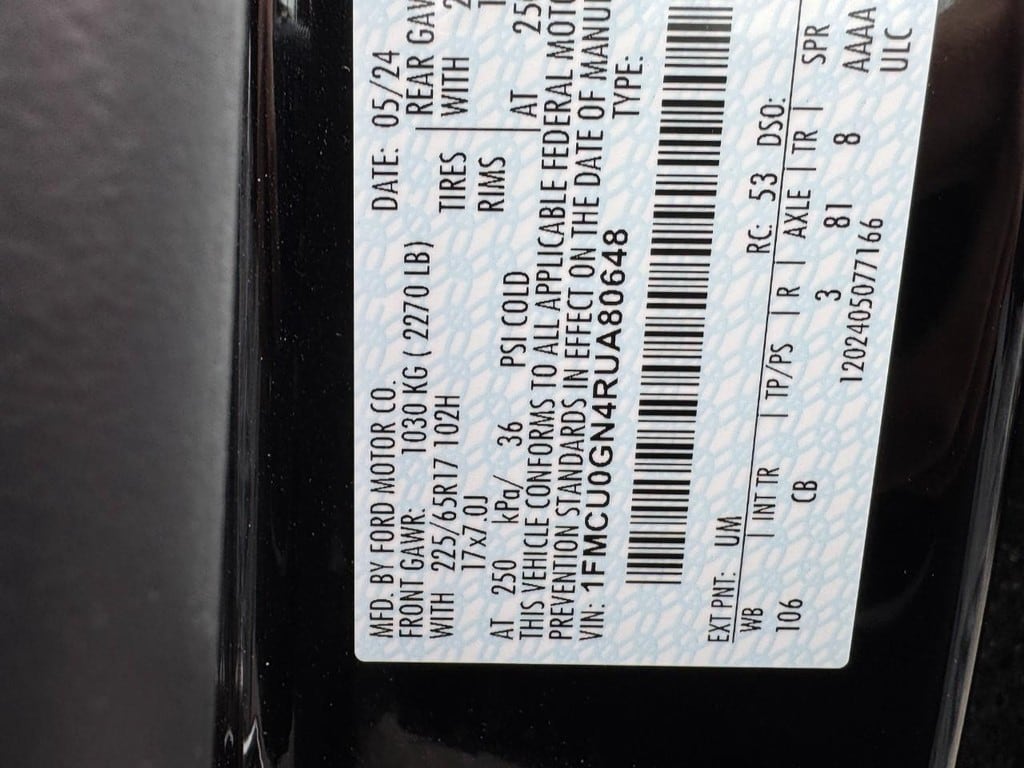 MFD. BY FORD MOTOR CO. DATE: 05/24
FRONT GAWR: 1030 KG ( 2270 LB) REAR GAW
WITH 225/65R17 102H TIRES WITH 2
17x7.0J RIMS
AT 250 kPa/ 36 PSI COLD AT 250
THIS VEHICLE CONFORMS TO ALL APPLICABLE FEDERAL MOTO
PREVENTION STANDARDS IN EFFECT ON THE DATE OF MANU
VIN: 1FMCU0GN4RUA80648 TYPE:
EXT PNT: UM RC: 53 DSO:
WB | INT TR | TP/PS | R | AXLE | TR | SPR
106 CB 3 81 8 AAAA
1202405077166 ULC